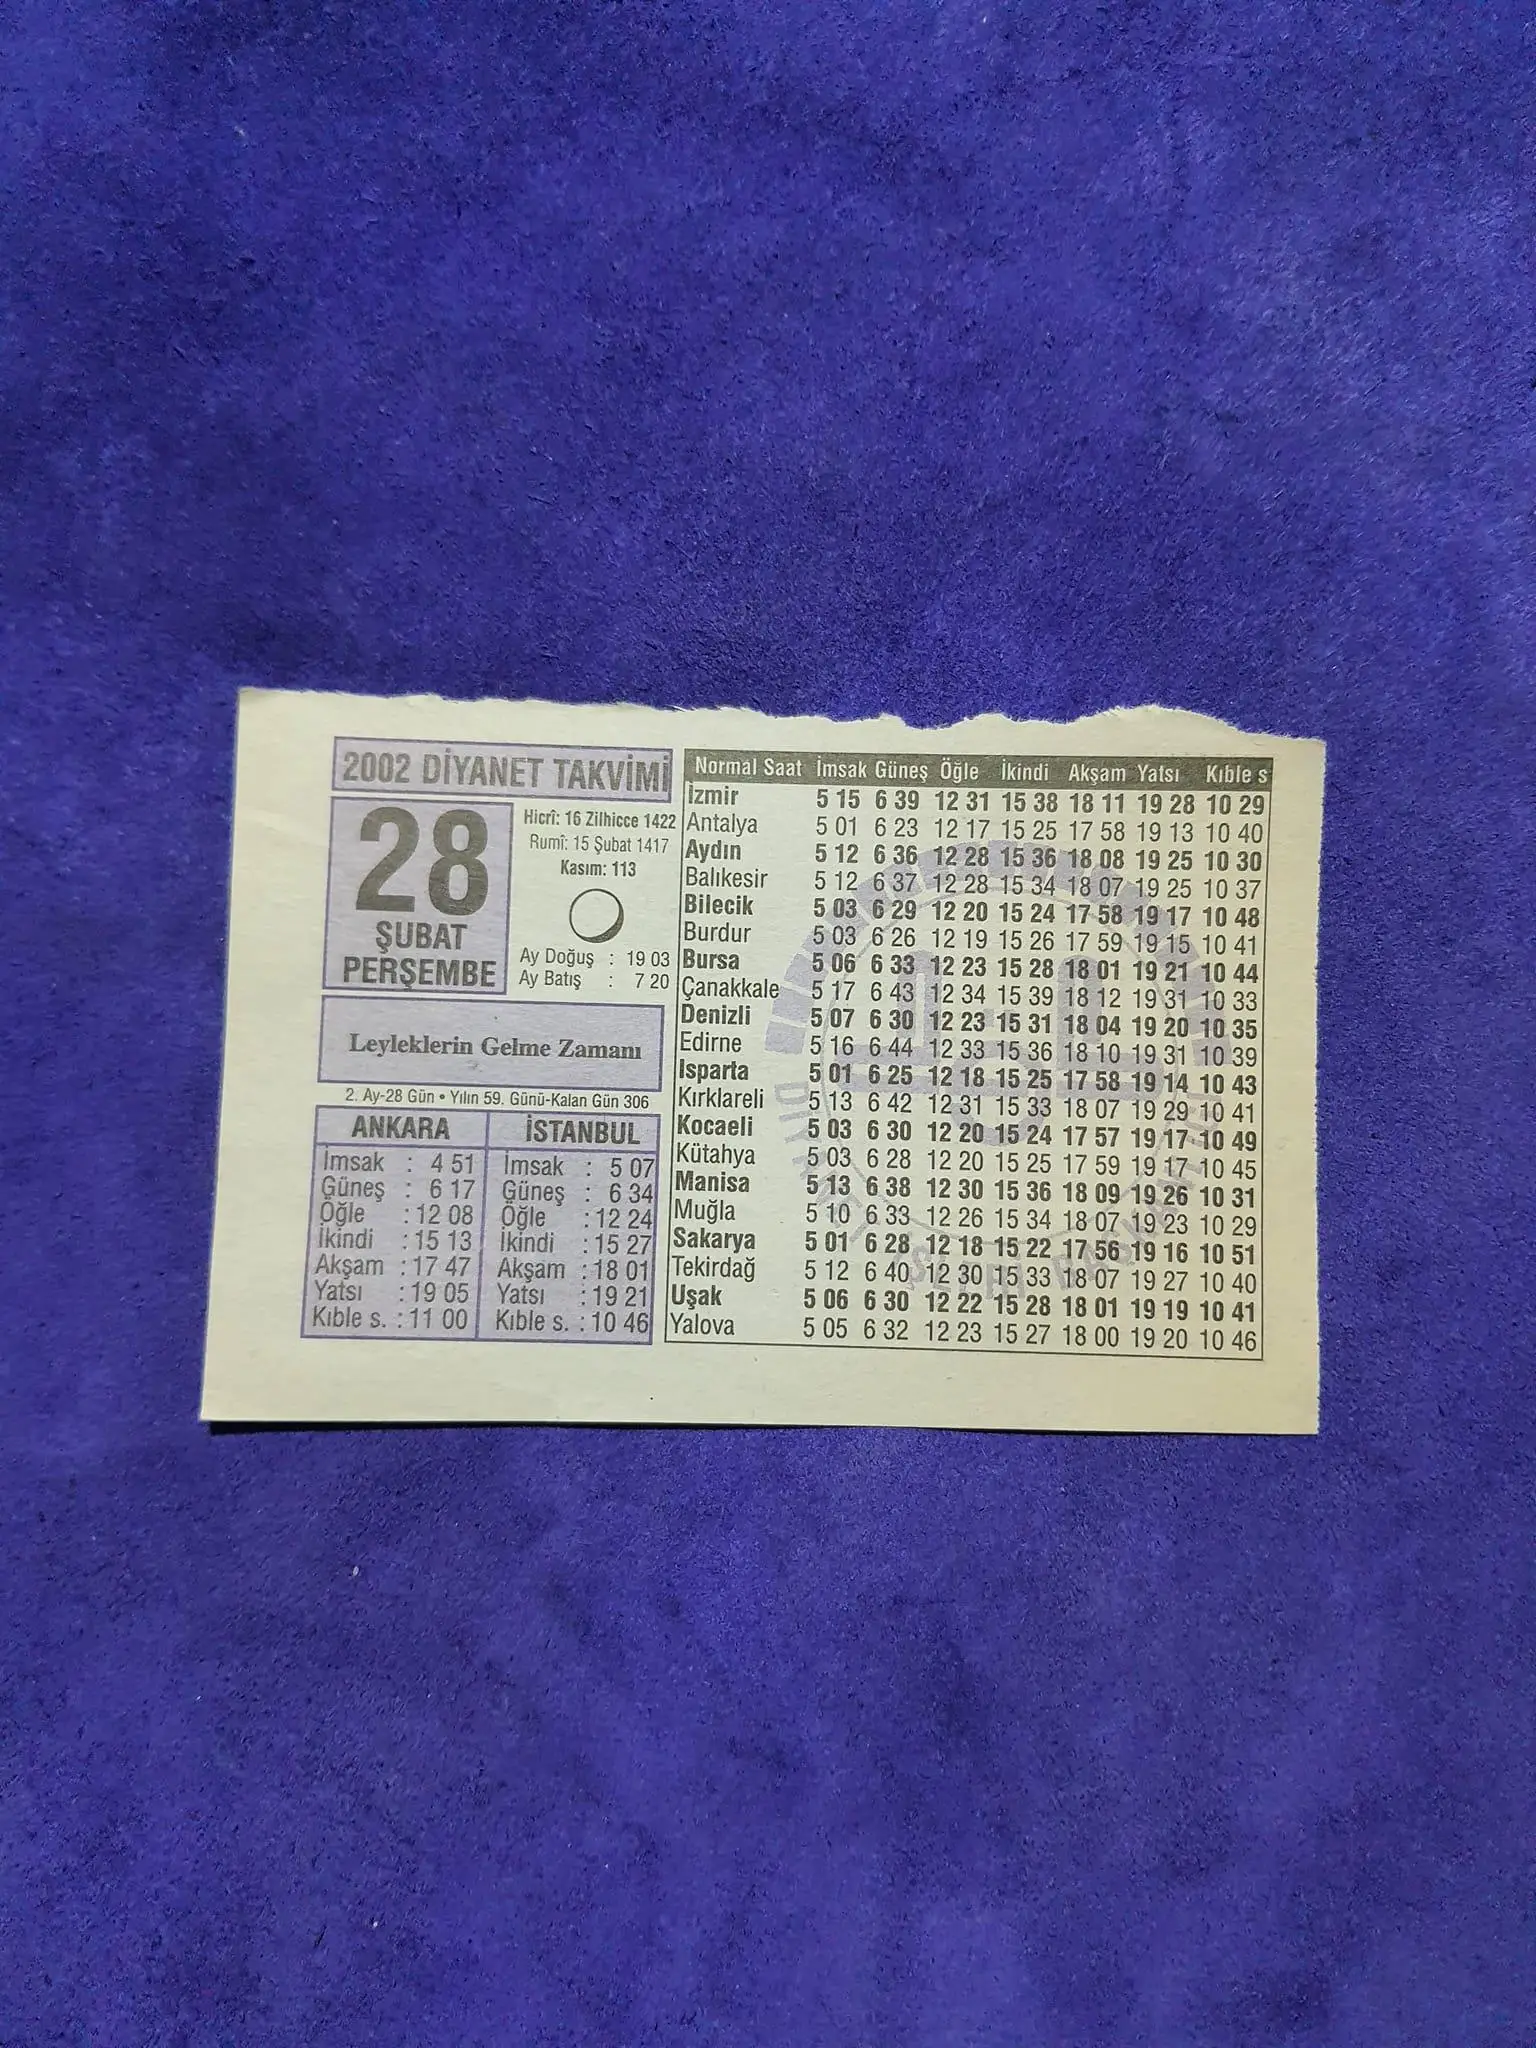 2002 DİYANET TAKVİMİ
28
ŞUBAT
PERŞEMBE
Hicrî: 16 Zilhicce 1422
Rumî: 15 Şubat 1417
Kasım: 113
Ay Doğuş : 19 03
Ay Batış : 7 20
Leyleklerin Gelme Zamanı
2. Ay-28 Gün • Yılın 59. Günü-Kalan Gün 306
ANKARA
İmsak : 4 51
Güneş : 6 17
Öğle : 12 08
İkindi : 15 13
Akşam : 17 47
Yatsı : 19 05
Kıble s. : 11 00
İSTANBUL
İmsak : 5 07
Güneş : 6 34
Öğle : 12 24
İkindi : 15 27
Akşam : 18 01
Yatsı : 19 21
Kıble s. : 10 46
Normal Saat İmsak Güneş Öğle İkindi Akşam Yatsı Kıble s
İzmir 5 15 6 39 12 31 15 38 18 11 19 28 10 29
Antalya 5 01 6 23 12 17 15 25 17 58 19 13 10 40
Aydın 5 12 6 36 12 28 15 36 18 08 19 25 10 30
Balıkesir 5 12 6 37 12 28 15 34 18 07 19 25 10 37
Bilecik 5 03 6 29 12 20 15 24 17 58 19 17 10 48
Burdur 5 03 6 26 12 19 15 26 17 59 19 15 10 41
Bursa 5 06 6 33 12 23 15 28 18 01 19 21 10 44
Çanakkale 5 17 6 43 12 34 15 39 18 12 19 31 10 33
Denizli 5 07 6 30 12 23 15 31 18 04 19 20 10 35
Edirne 5 16 6 44 12 33 15 36 18 10 19 31 10 39
Isparta 5 01 6 25 12 18 15 25 17 58 19 14 10 43
Kırklareli 5 13 6 42 12 31 15 33 18 07 19 29 10 41
Kocaeli 5 03 6 30 12 20 15 24 17 57 19 17 10 49
Kütahya 5 03 6 28 12 20 15 25 17 59 19 17 10 45
Manisa 5 13 6 38 12 30 15 36 18 09 19 26 10 31
Muğla 5 10 6 33 12 26 15 34 18 07 19 23 10 29
Sakarya 5 01 6 28 12 18 15 22 17 56 19 16 10 51
Tekirdağ 5 12 6 40 12 30 15 33 18 07 19 27 10 40
Uşak 5 06 6 30 12 22 15 28 18 01 19 19 10 41
Yalova 5 05 6 32 12 23 15 27 18 00 19 20 10 46